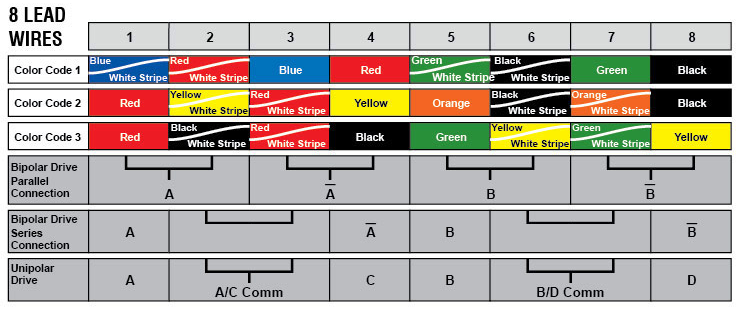 8 LEAD
WIRES
1 2 3 4 5 6 7 8
Color Code 1 Blue White Stripe Red White Stripe Blue Red Green White Stripe Black White Stripe Green Black
Color Code 2 Red Yellow White Stripe Red White Stripe Yellow Orange Black White Stripe Orange White Stripe Black
Color Code 3 Red Black White Stripe Red White Stripe Black Green Yellow White Stripe Green White Stripe Yellow
Bipolar Drive
Parallel
Connection
A A̅ B B̅
Bipolar Drive
Series
Connection
A A̅ B B̅
Unipolar
Drive
A A/C Comm C B B/D Comm D